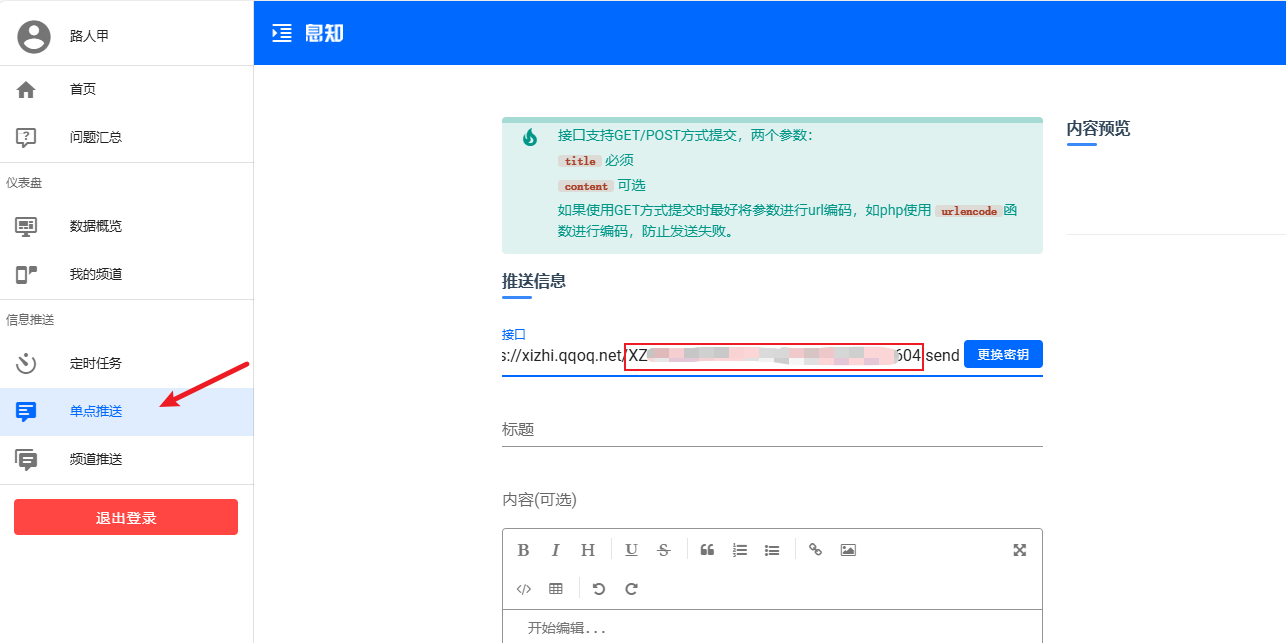 路人甲
首页
问题汇总
仪表盘
数据概览
我的频道
信息推送
定时任务
单点推送
频道推送
退出登录
息知
接口支持GET/POST方式提交，两个参数：
title 必须
content 可选
如果使用GET方式提交时最好将参数进行url编码，如php使用 urlencode 函
数进行编码，防止发送失败。
推送信息
接口
s://xizhi.qqoq.net/XZ 604 send
更换密钥
标题
内容(可选)
B I H U S
开始编辑...
内容预览